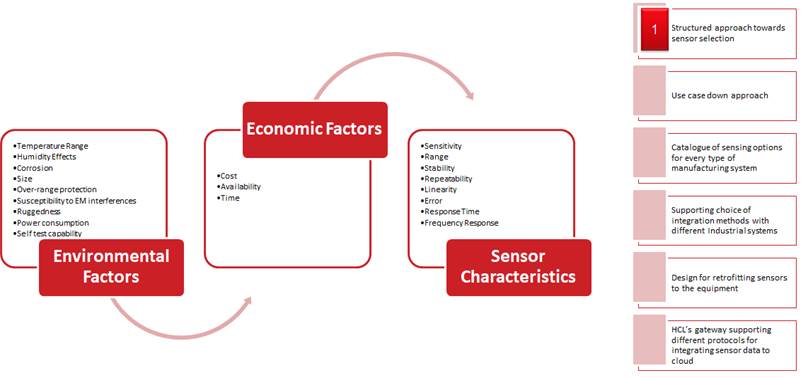 •Temperature Range
•Humidity Effects
•Corrosion
•Size
•Over-range protection
•Susceptibility to EM interferences
•Ruggedness
•Power consumption
•Self test capability
Environmental
Factors
Economic Factors
•Cost
•Availability
•Time
•Sensitivity
•Range
•Stability
•Repeatability
•Linearity
•Error
•Response Time
•Frequency Response
Sensor
Characteristics
1
Structured approach towards
sensor selection
Use case down approach
Catalogue of sensing options
for every type of
manufacturing system
Supporting choice of
integration methods with
different Industrial systems
Design for retrofitting sensors
to the equipment
HCL's gateway supporting
different protocols for
integrating sensor data to
cloud